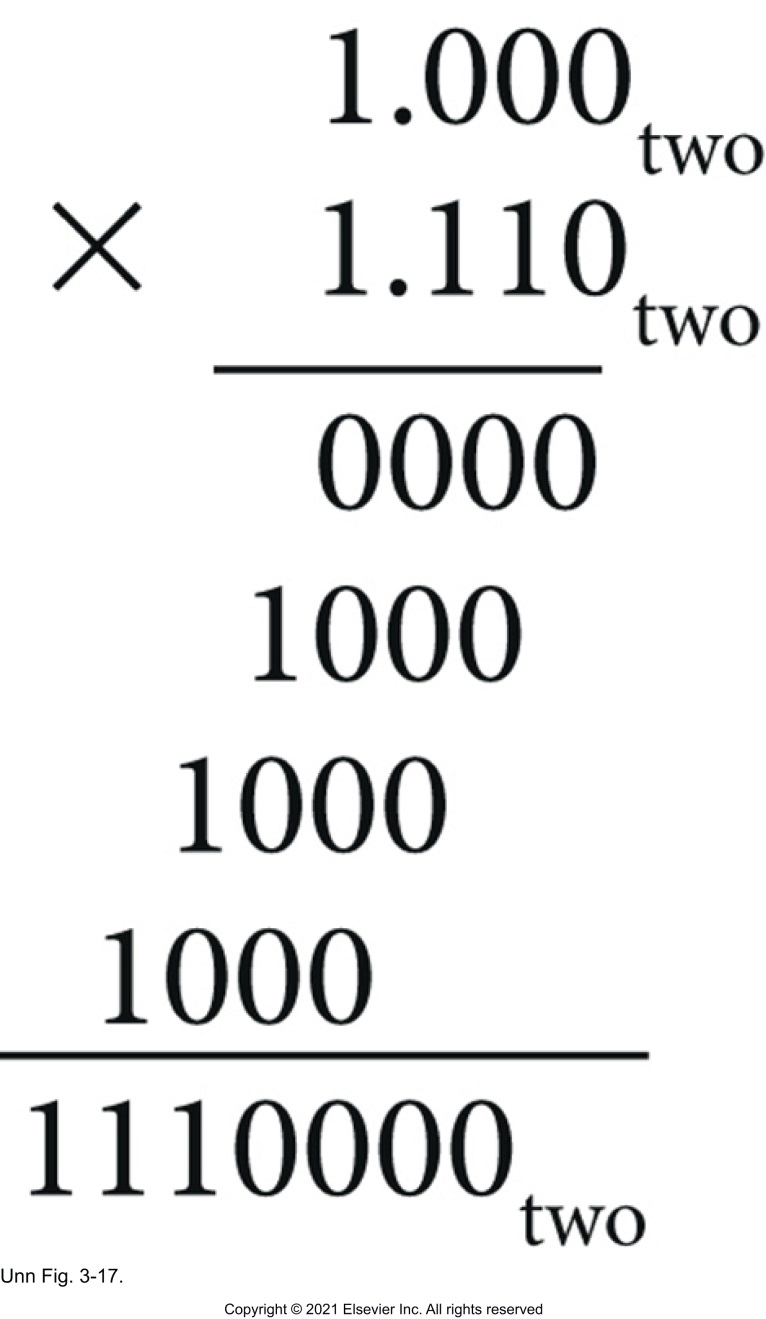 1.000two
× 1.110two
0000
1000
1000
1000
1110000two
Unn Fig. 3-17.
Copyright © 2021 Elsevier Inc. All rights reserved